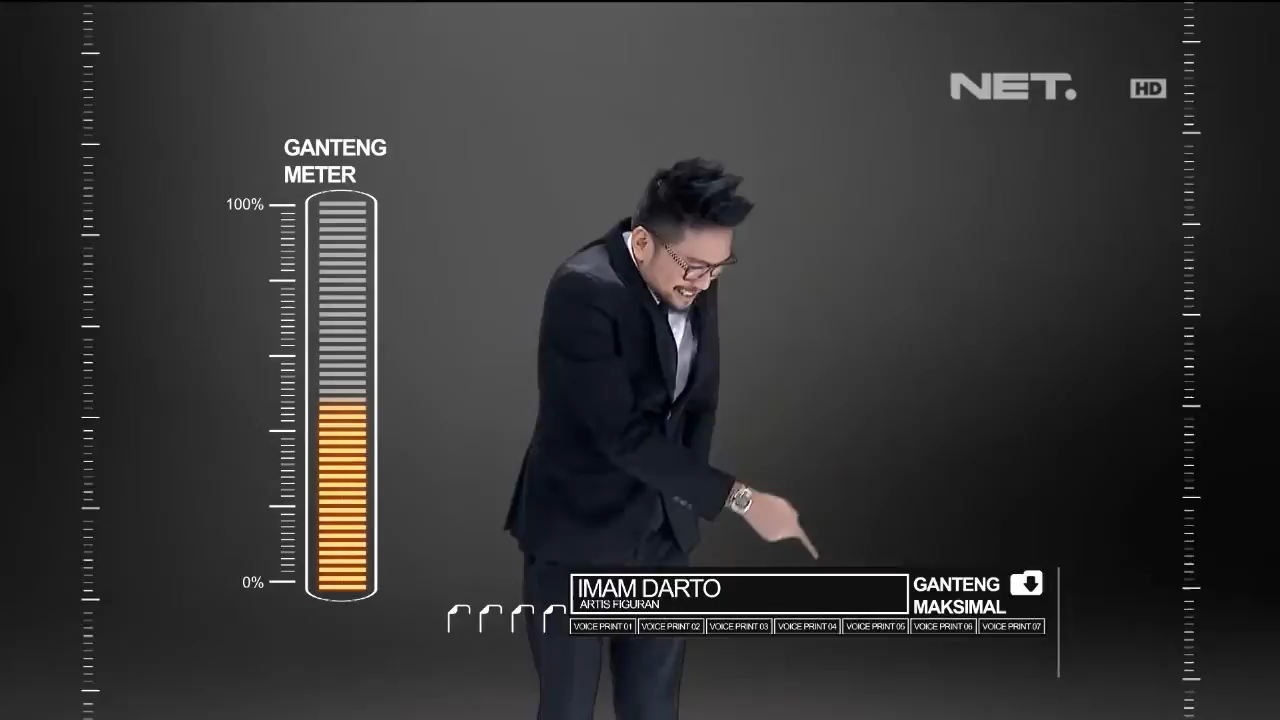 NET.
HD
GANTENG
METER
100%
0%
IMAM DARTO
ARTIS FIGURAN
GANTENG
MAKSIMAL
VOICE PRINT 01 VOICE PRINT 02 VOICE PRINT 03 VOICE PRINT 04 VOICE PRINT 05 VOICE PRINT 06 VOICE PRINT 07